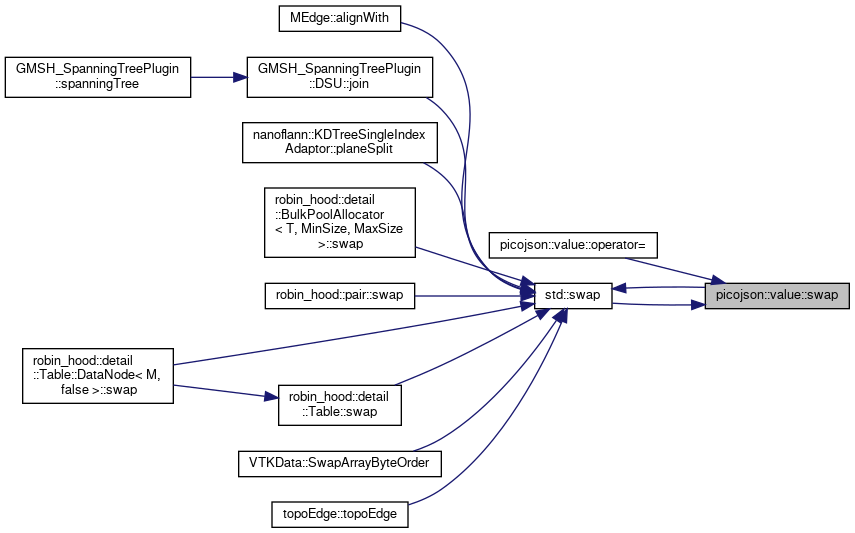 MEdge::alignWith
GMSH_SpanningTreePlugin
::spanningTree
GMSH_SpanningTreePlugin
::DSU::join
nanoflann::KDTreeSingleIndex
Adaptor::planeSplit
robin_hood::detail
::BulkPoolAllocator
< T, MinSize, MaxSize
>::swap
picojson::value::operator=
robin_hood::pair::swap
std::swap
picojson::value::swap
robin_hood::detail
::Table::DataNode< M,
false >::swap
robin_hood::detail
::Table::swap
VTKData::SwapArrayByteOrder
topoEdge::topoEdge